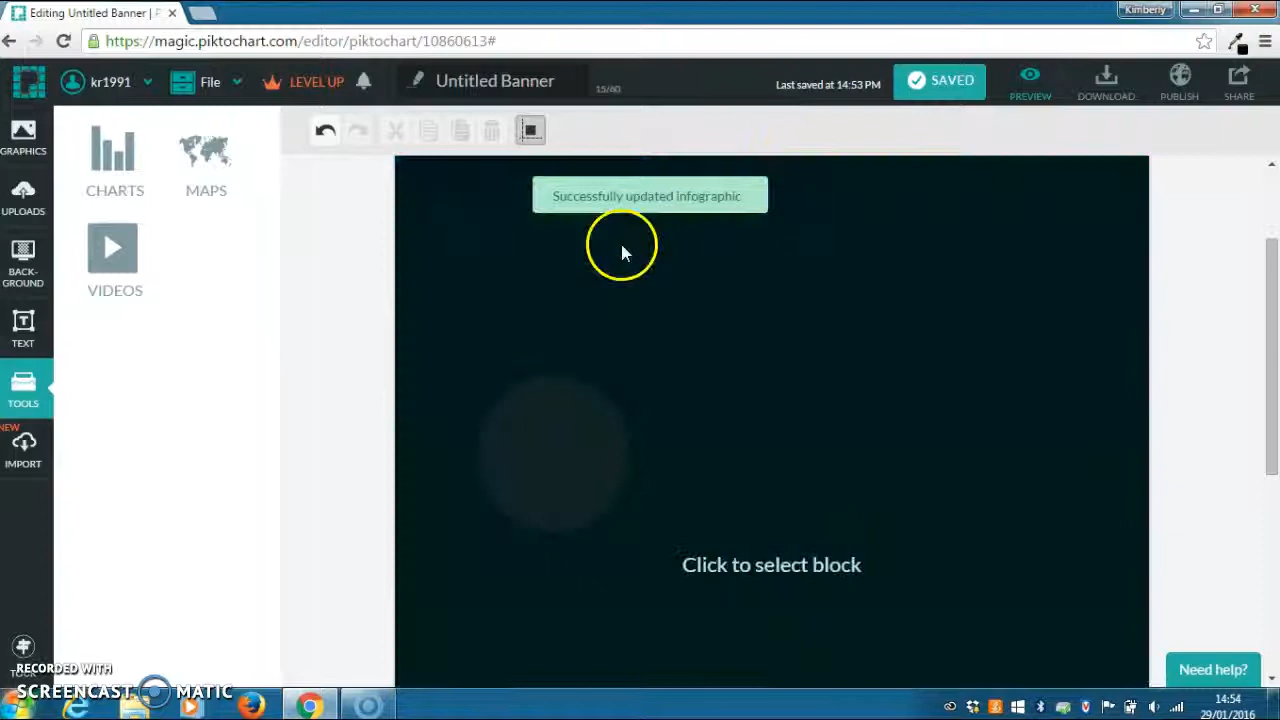 Editing Untitled Banner | P
Kimberly
https://magic.piktochart.com/editor/piktochart/10860613#
kr1991
File
LEVEL UP
Untitled Banner
15/60
Last saved at 14:53 PM
SAVED
PREVIEW
DOWNLOAD
PUBLISH
SHARE
GRAPHICS
UPLOADS
BACK-
GROUND
TEXT
TOOLS
NEW
IMPORT
CHARTS
MAPS
VIDEOS
Successfully updated infographic
Click to select block
Need help?
RECORDED WITH
SCREENCAST MATIC
14:54
29/01/2016